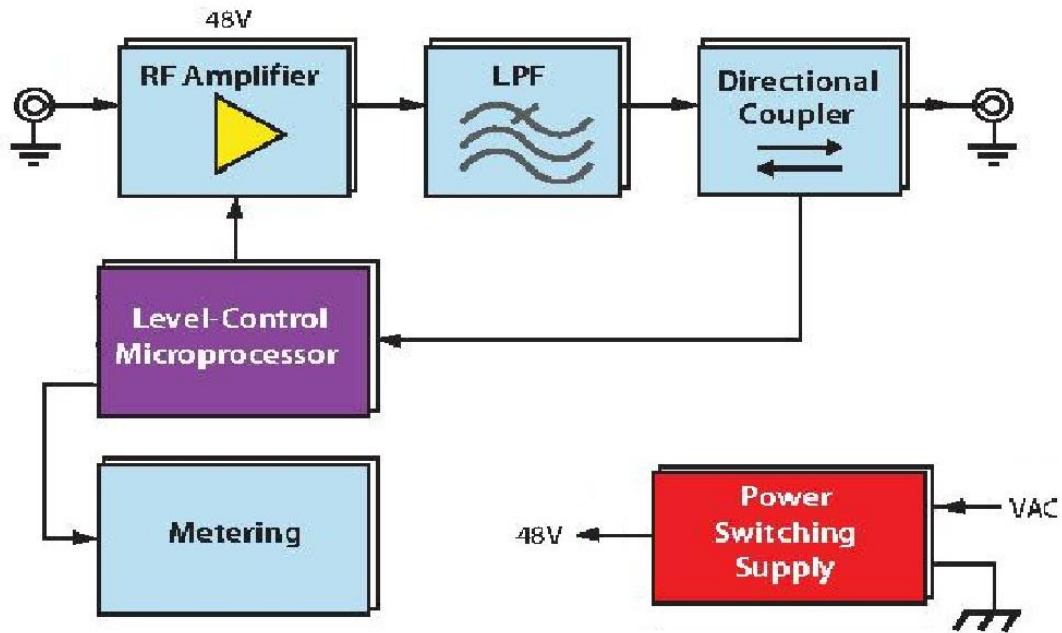 48V
RF Amplifier
LPF
Directional
Coupler
Level-Control
Microprocessor
Metering
48V
Power
Switching
Supply
VAC